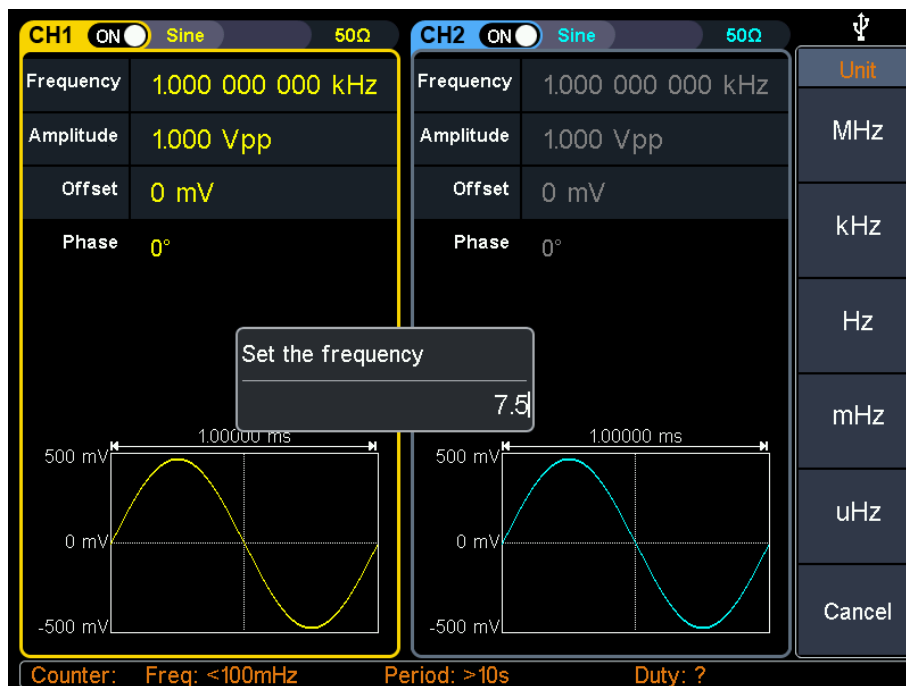 CH1 ON Sine 50Ω
Frequency 1.000 000 000 kHz
Amplitude 1.000 Vpp
Offset 0 mV
Phase 0°
1.00000 ms
500 mV
0 mV
-500 mV
CH2 ON Sine 50Ω
Frequency 1.000 000 000 kHz
Amplitude 1.000 Vpp
Offset 0 mV
Phase 0°
1.00000 ms
500 mV
0 mV
-500 mV
Set the frequency
7.5
Unit
MHz
kHz
Hz
mHz
uHz
Cancel
Counter: Freq: <100mHz Period: >10s Duty: ?